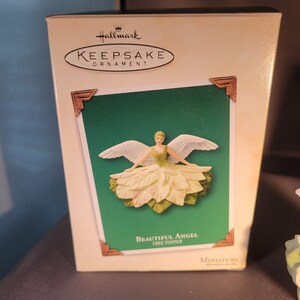 Hallmark
KEEPSAKE
ORNAMENT
BEAUTIFUL ANGEL
TREE TOPPER
MINIATURE